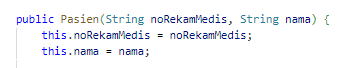 public Pasien(String noRekamMedis, String nama) {
this.noRekamMedis = noRekamMedis;
this.nama = nama;